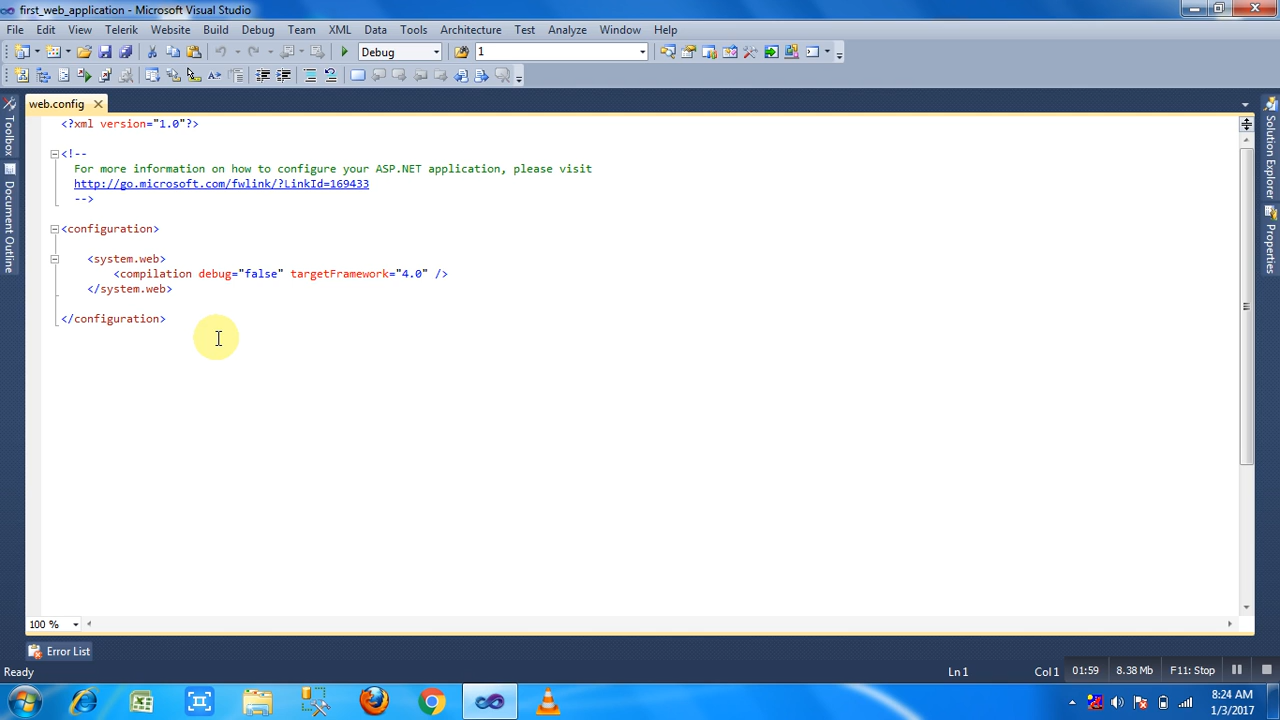 first_web_application - Microsoft Visual Studio
File Edit View Telerik Website Build Debug Team XML Data Tools Architecture Test Analyze Window Help
Debug 1
web.config
Toolbox
Document Outline
Solution Explorer
Properties
<?xml version="1.0"?>
<!--
For more information on how to configure your ASP.NET application, please visit
http://go.microsoft.com/fwlink/?LinkId=169433
-->
<configuration>
<system.web>
<compilation debug="false" targetFramework="4.0" />
</system.web>
</configuration>
100 %
Error List
Ready Ln 1 Col 1 01:59 8.38 Mb F11: Stop
8:24 AM
1/3/2017